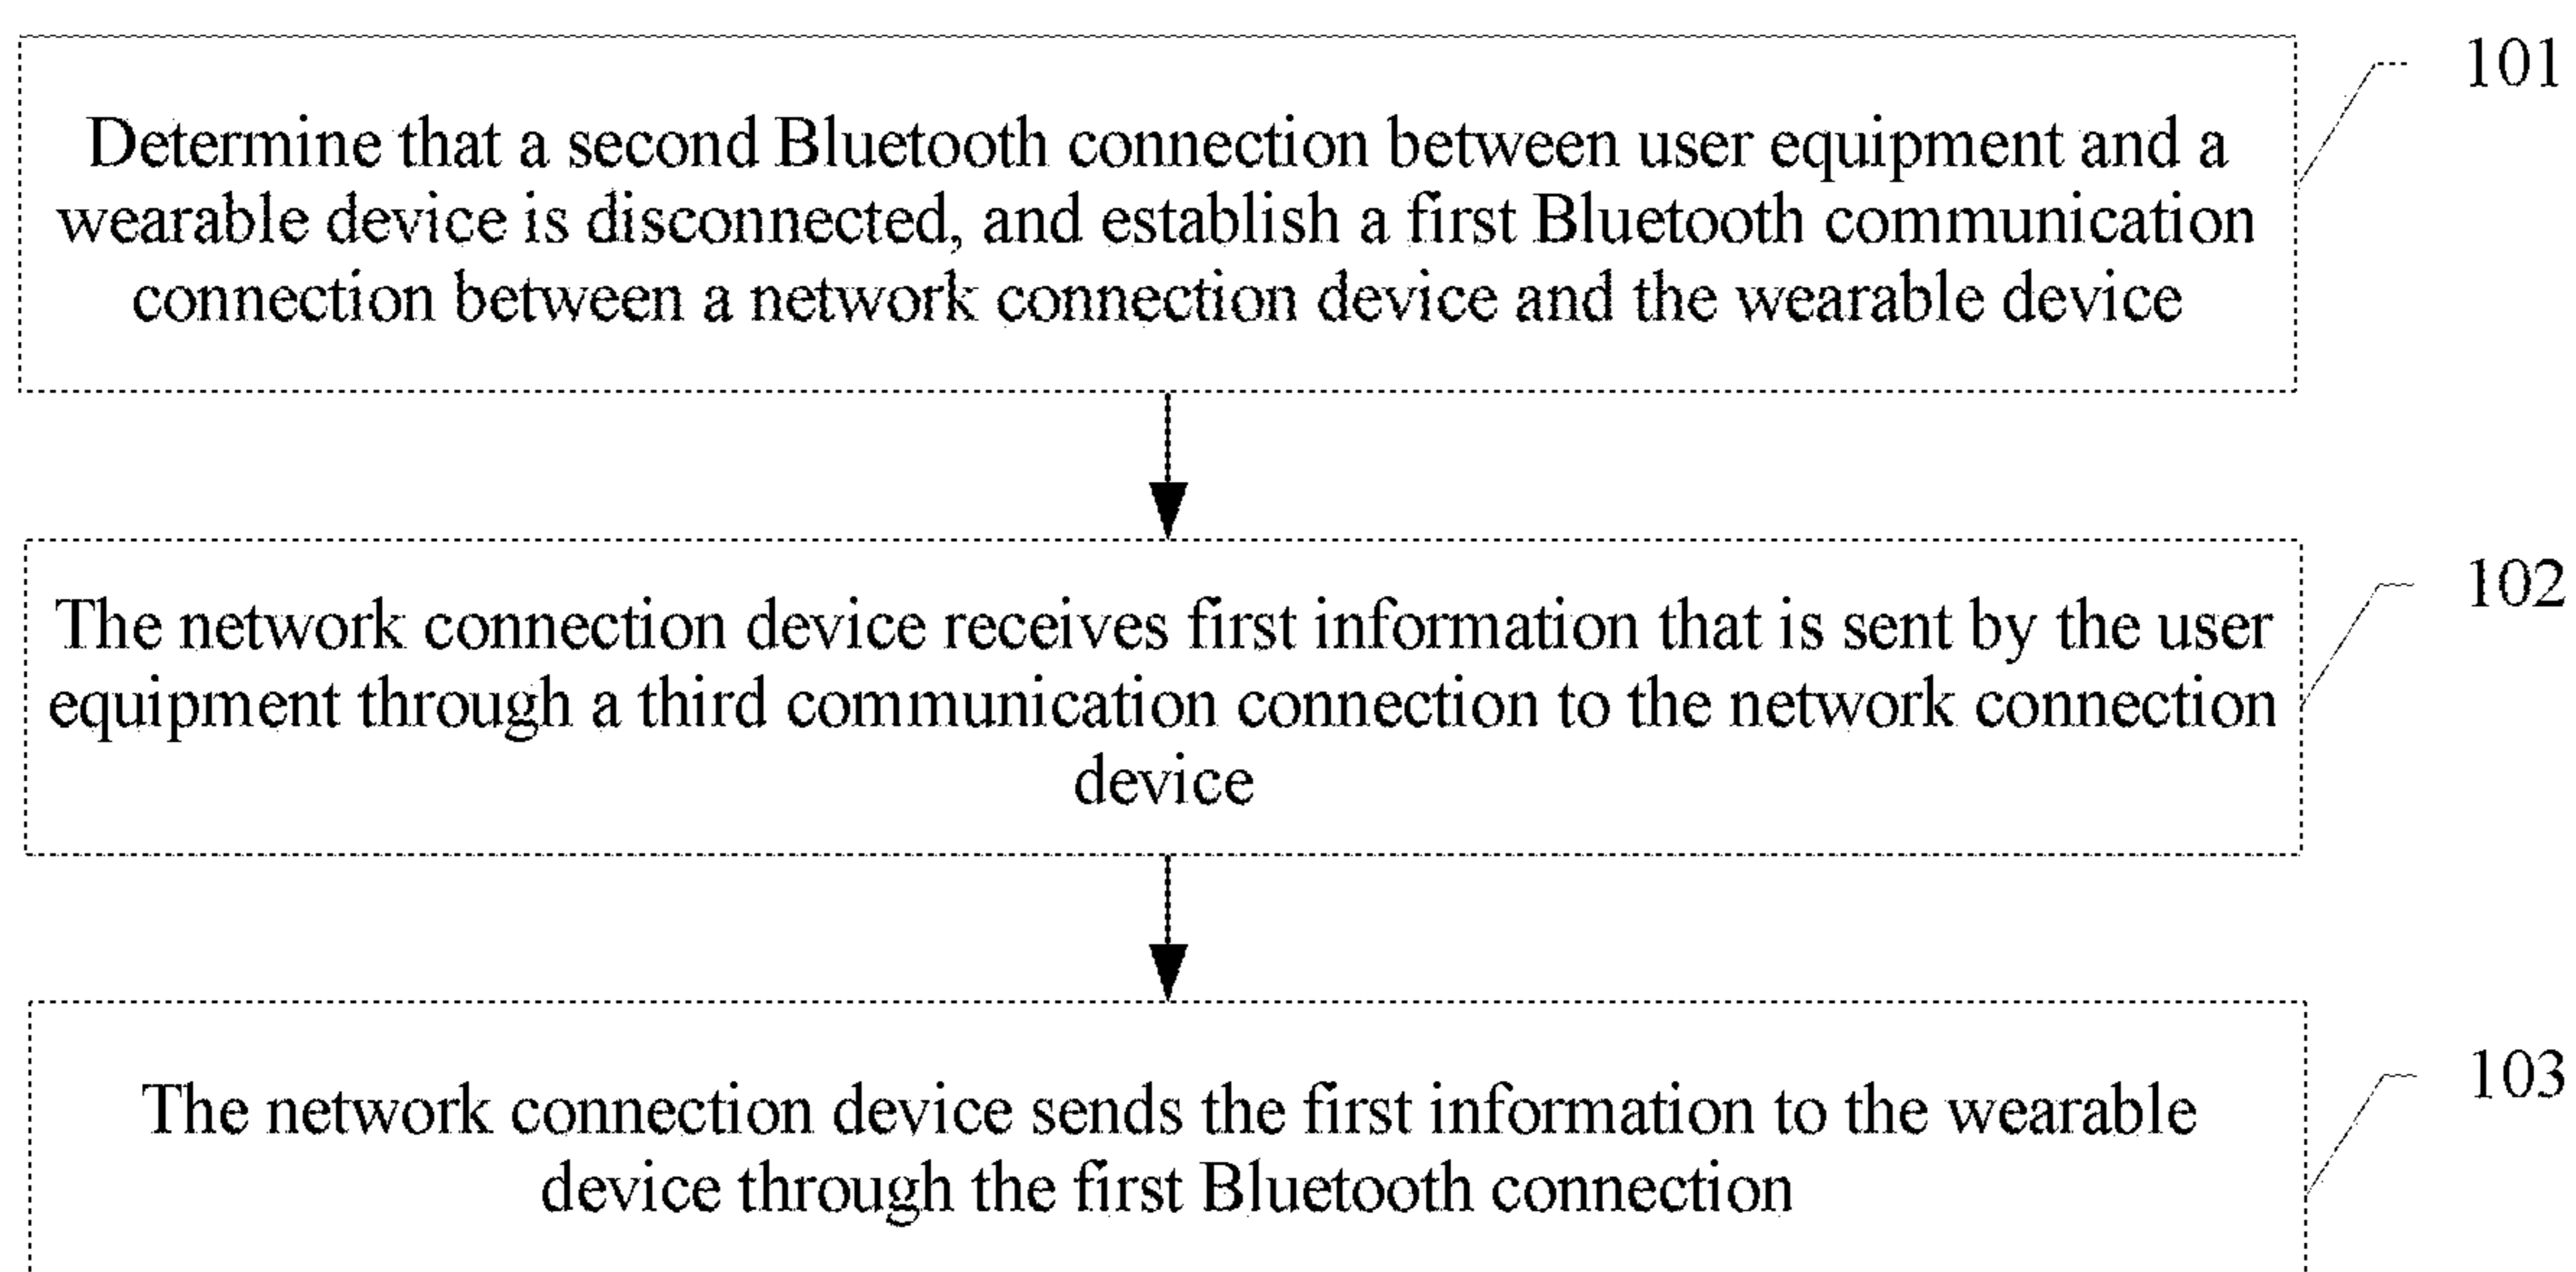 101
Determine that a second Bluetooth connection between user equipment and a
wearable device is disconnected, and establish a first Bluetooth communication
connection between a network connection device and the wearable device
102
The network connection device receives first information that is sent by the user
equipment through a third communication connection to the network connection
device
103
The network connection device sends the first information to the wearable
device through the first Bluetooth connection